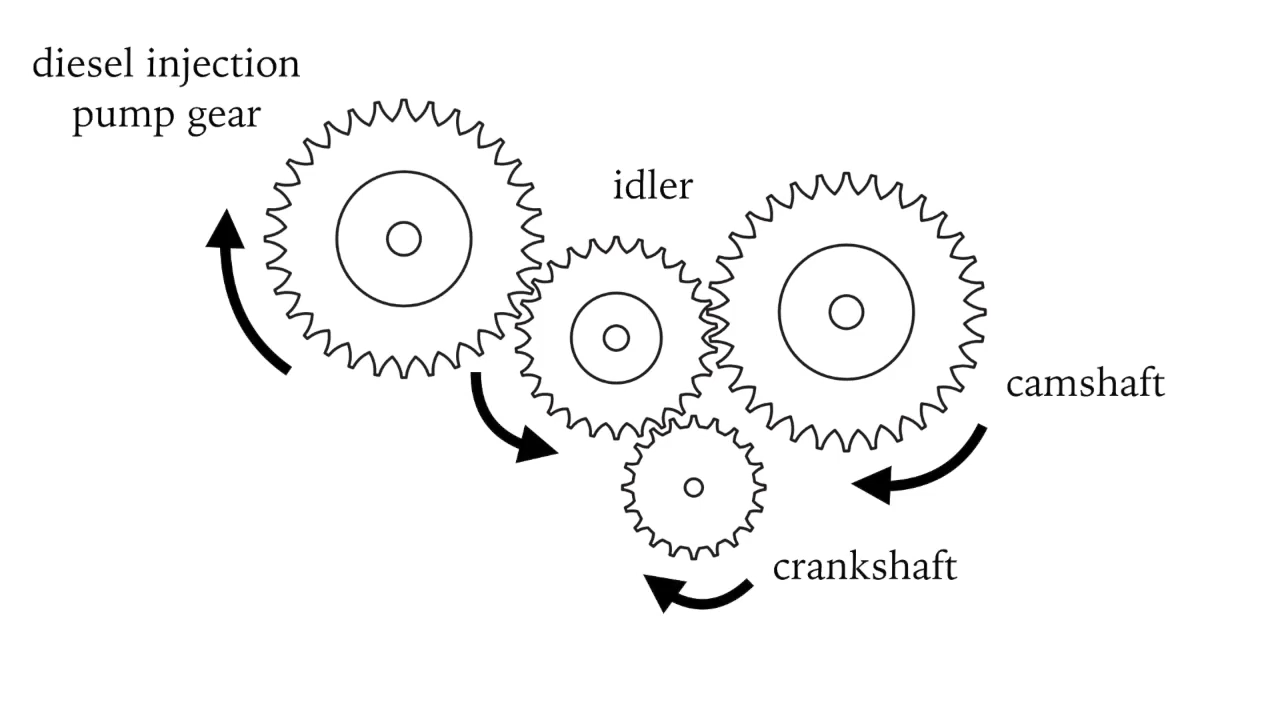 diesel injection
pump gear
idler
camshaft
crankshaft